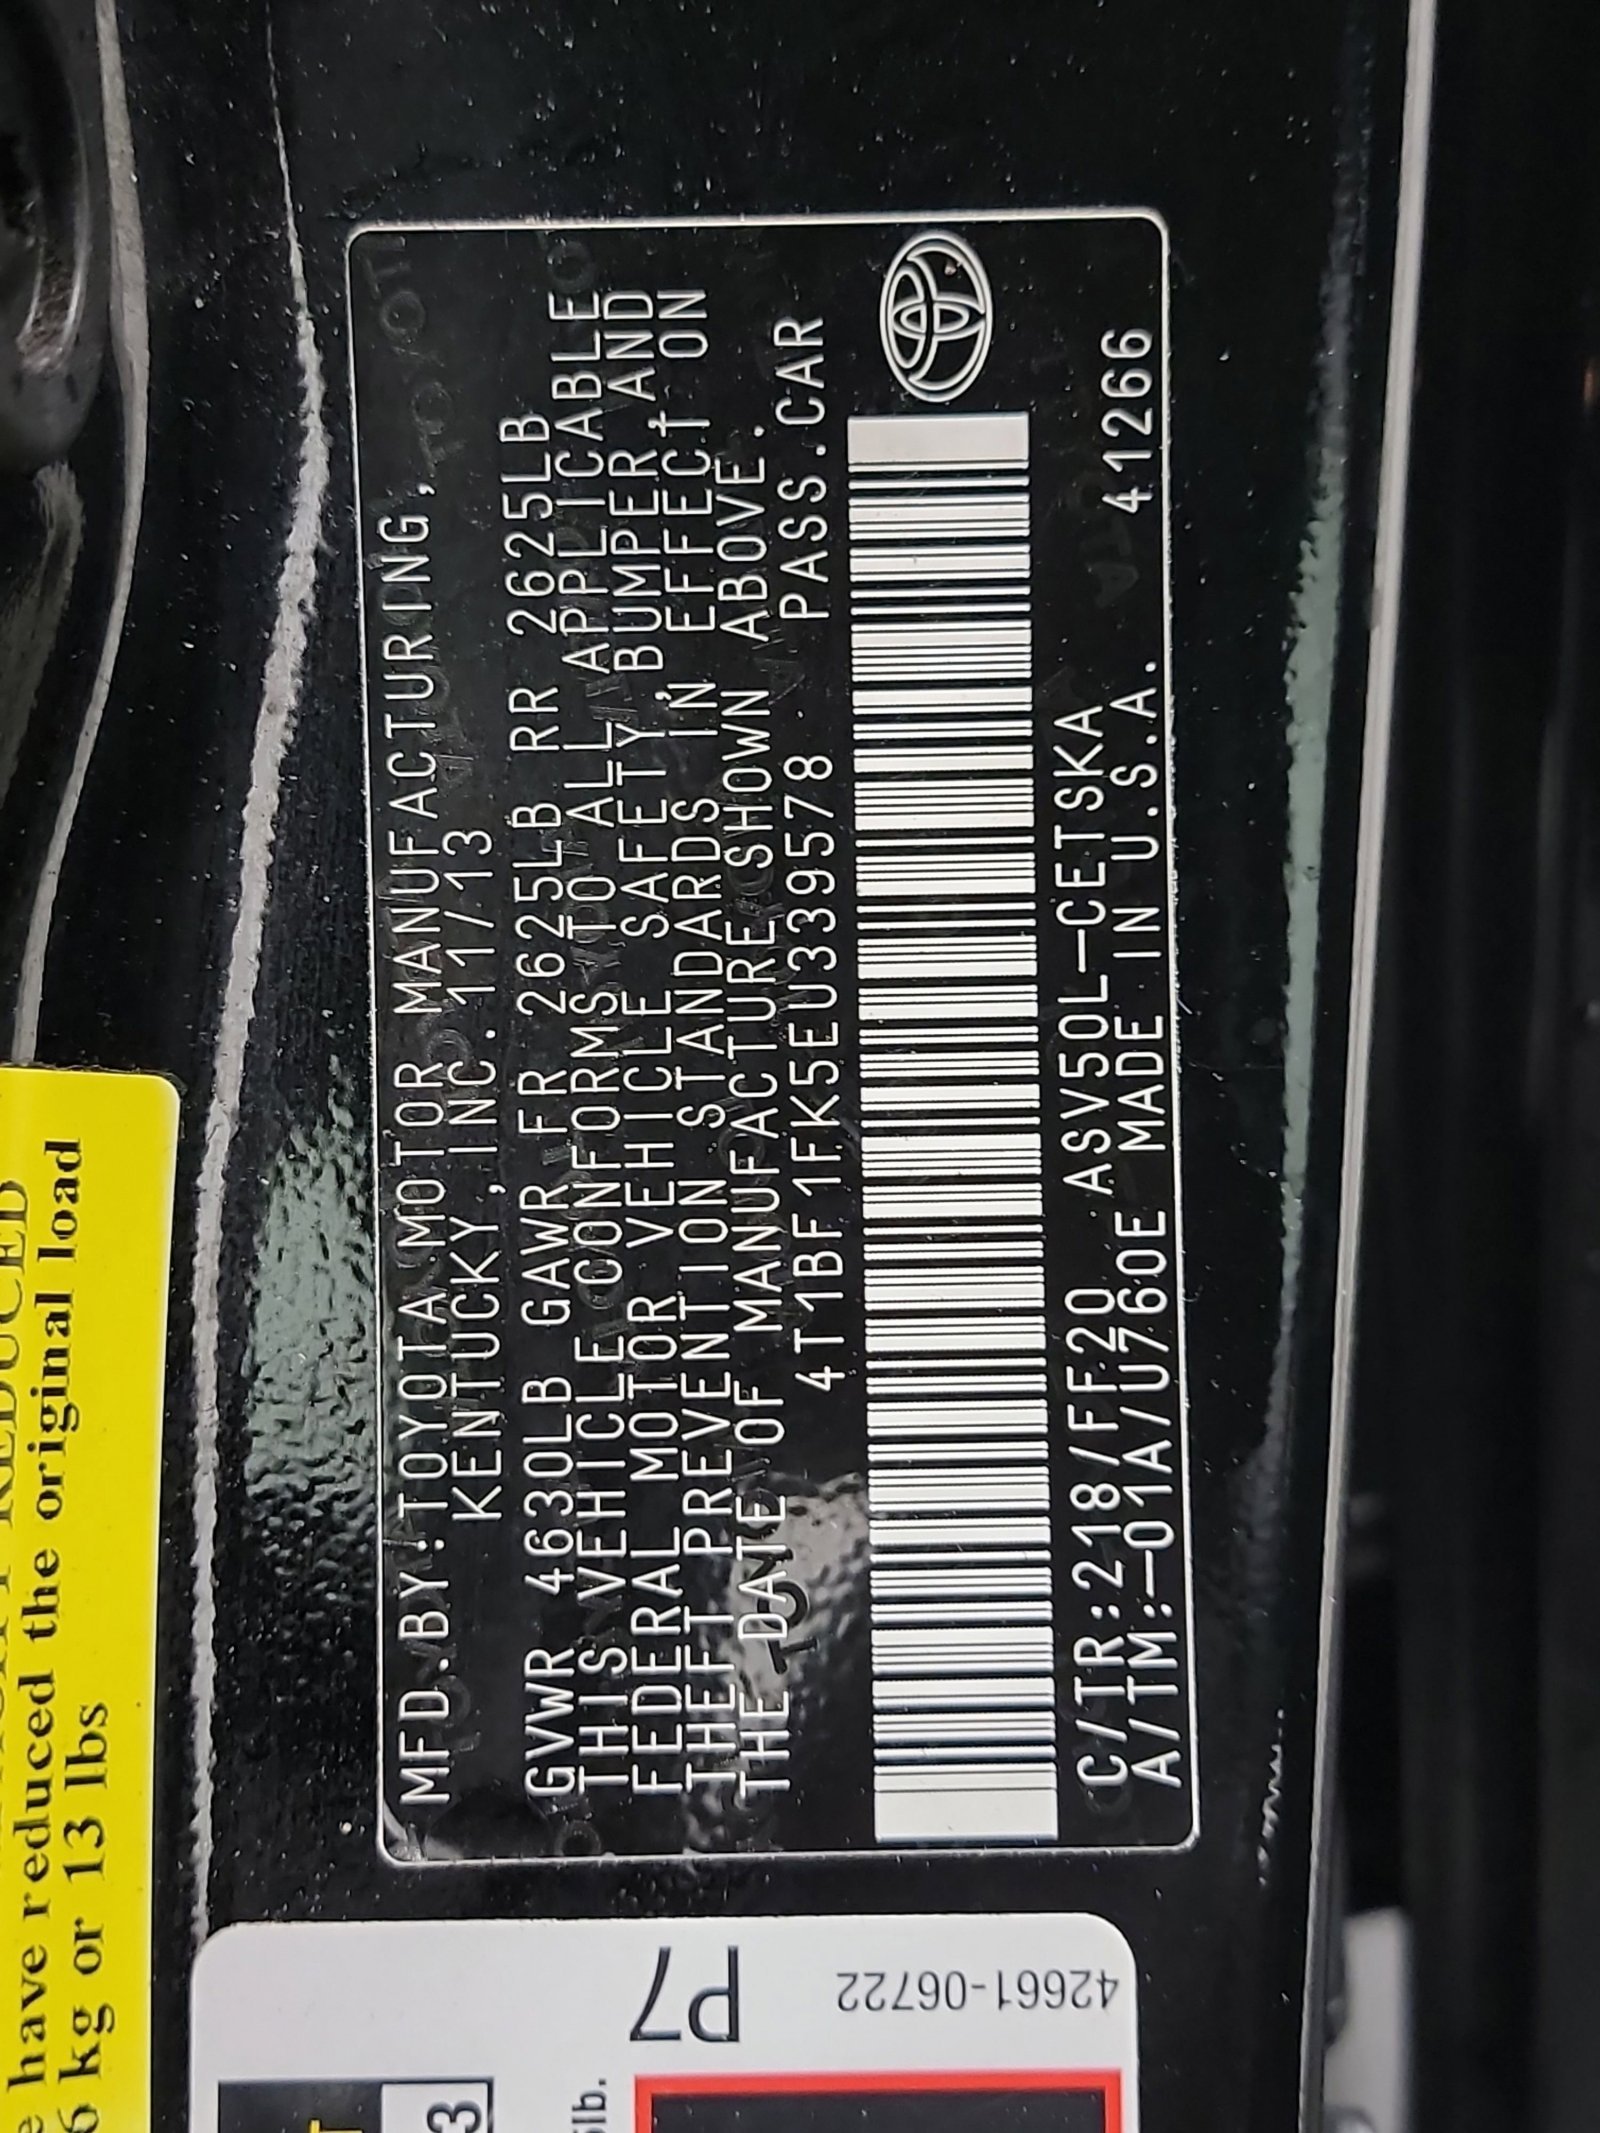 MFD.BY:TOYOTA MOTOR MANUFACTURING,
KENTUCKY,INC. 11/13
GVWR 4630LB GAWR FR 2625LB RR 2625LB
THIS VEHICLE CONFORMS TO ALL APPLICABLE
FEDERAL MOTOR VEHICLE SAFETY, BUMPER, AND
THEFT PREVENTION STANDARDS IN EFFECT ON
THE DATE OF MANUFACTURE SHOWN ABOVE.
4T1BF1FK5EU339578 PASS.CAR
C/TR:218/FF20 ASV50L-CETSKA
A/TM:-01A/U760E MADE IN U.S.A. 41266
REDUCED
have reduced the original load
6 kg or 13 lbs
P7
42661-06722
3
lb.